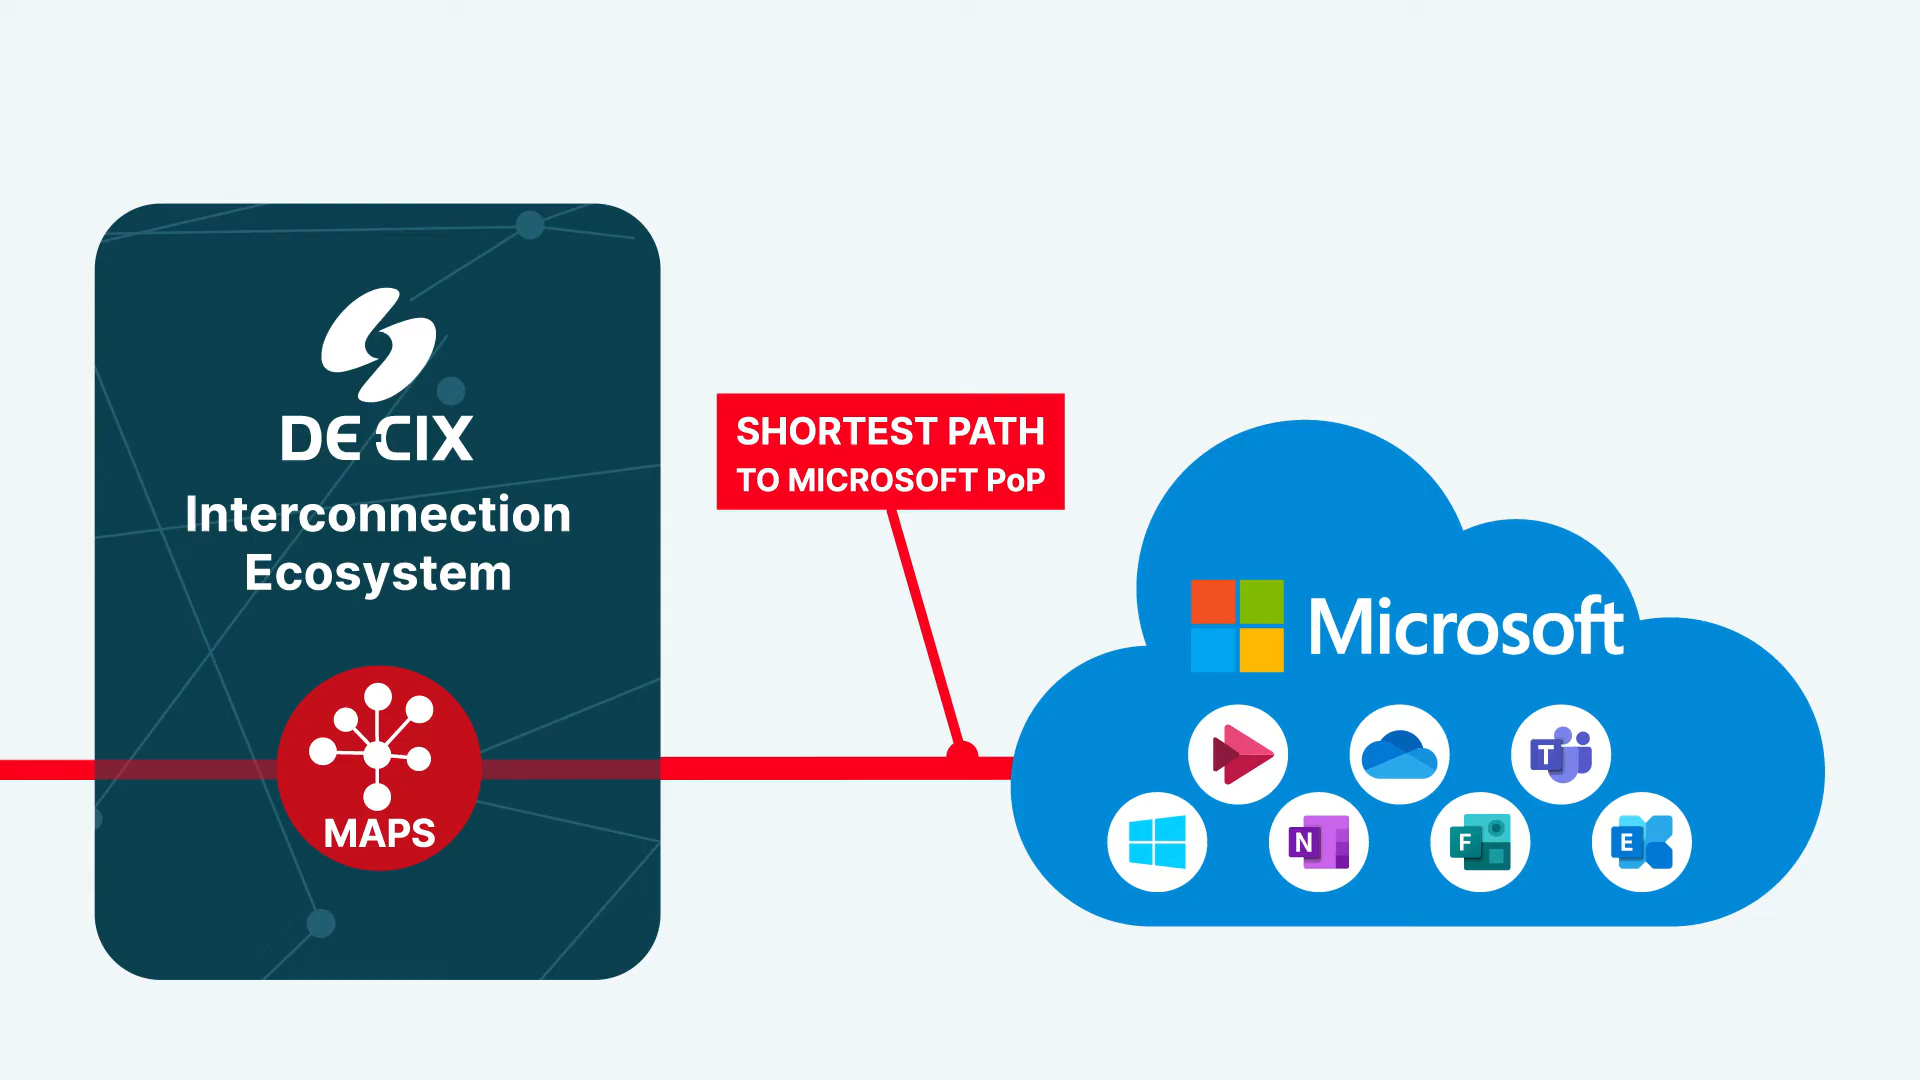 DE CIX
Interconnection
Ecosystem
MAPS
SHORTEST PATH
TO MICROSOFT PoP
Microsoft
T
N
F
E